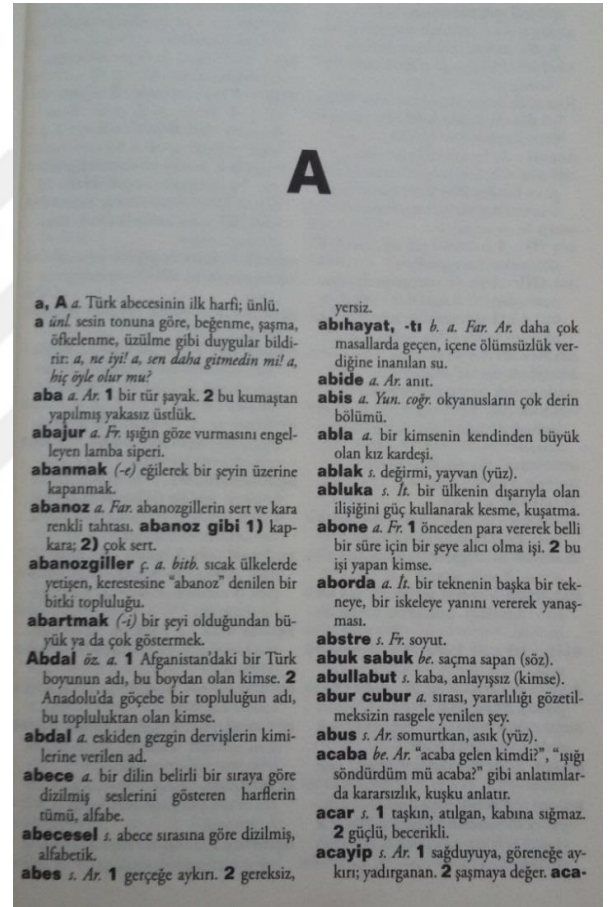 A
a, A a. Türk abecesinin ilk harfi; ünlü.
a ünl. sesin tonuna göre, beğenme, şaşma,
öfkelenme, üzülme gibi duygular bildi-
rir: a, ne iyi! a, sen daha gitmedin mi! a,
hiç öyle olur mu?
aba a. Ar. 1 bir tür şayak. 2 bu kumaştan
yapılmış yakasız üstlük.
abajur a. Fr. ışığın göze vurmasını engel-
leyen lamba siperi.
abanmak (-e) eğilerek bir şeyin üzerine
kapanmak.
abanoz a. Far. abanozgillerin sert ve kara
renkli tahtası. abanoz gibi 1) kap-
kara; 2) çok sert.
abanozgiller ç. a. bitb. sıcak ülkelerde
yetişen, kerestesine "abanoz" denilen bir
bitki topluluğu.
abartmak (-i) bir şeyi olduğundan bü-
yük ya da çok göstermek.
Abdal öz. a. 1 Afganistan'daki bir Türk
boyunun adı, bu boydan olan kimse. 2
Anadolu'da göçebe bir topluluğun adı,
bu topluluktan olan kimse.
abdal a. eskiden gezgin dervişlerin kimi-
lerine verilen ad.
abece a. bir dilin belirli bir sıraya göre
dizilmiş seslerini gösteren harflerin
tümü, alfabe.
abecesel s. abece sırasına göre dizilmiş,
alfabetik.
abes s. Ar. 1 gerçeğe aykırı. 2 gereksiz,
yersiz.
abıhayat, -tı b. a. Far. Ar. daha çok
masallarda geçen, içene ölümsüzlük ver-
diğine inanılan su.
abide a. Ar. anıt.
abis a. Yun. coğr. okyanusların çok derin
bölümü.
abla a. bir kimsenin kendinden büyük
olan kız kardeşi.
ablak s. değirmi, yayvan (yüz).
abluka s. İt. bir ülkenin dışarıyla olan
ilişiğini güç kullanarak kesme, kuşatma.
abone a. Fr. 1 önceden para vererek belli
bir süre için bir şeye alıcı olma işi. 2 bu
işi yapan kimse.
aborda a. İt. bir teknenin başka bir tek-
neye, bir iskeleye yanını vererek yanaş-
ması.
abstre s. Fr. soyut.
abuk sabuk be. saçma sapan (söz).
abullabut s. kaba, anlayışsız (kimse).
abur cubur a. sırası, yararlılığı gözetil-
meksizin rasgele yenilen şey.
abus s. Ar. somurtkan, asık (yüz).
acaba be. Ar. "acaba gelen kimdi?", "ışığı
söndürdüm mü acaba?" gibi anlatımlar-
da kararsızlık, kuşku anlatır.
acar s. 1 taşkın, atılgan, kabına sığmaz.
2 güçlü, becerikli.
acayip s. Ar. 1 sağduyuya, göreneğe ay-
kırı; yadırganan. 2 şaşmaya değer. aca-